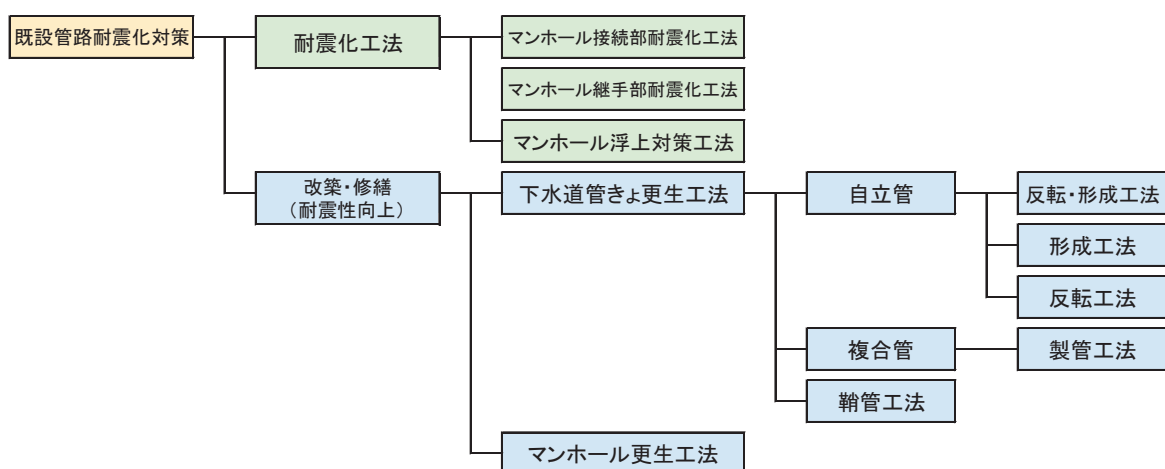 既設管路耐震化対策
耐震化工法
マンホール接続部耐震化工法
マンホール継手部耐震化工法
マンホール浮上対策工法
改築・修繕
（耐震性向上）
下水道管きょ更生工法
自立管
反転・形成工法
形成工法
反転工法
複合管
製管工法
鞘管工法
マンホール更生工法